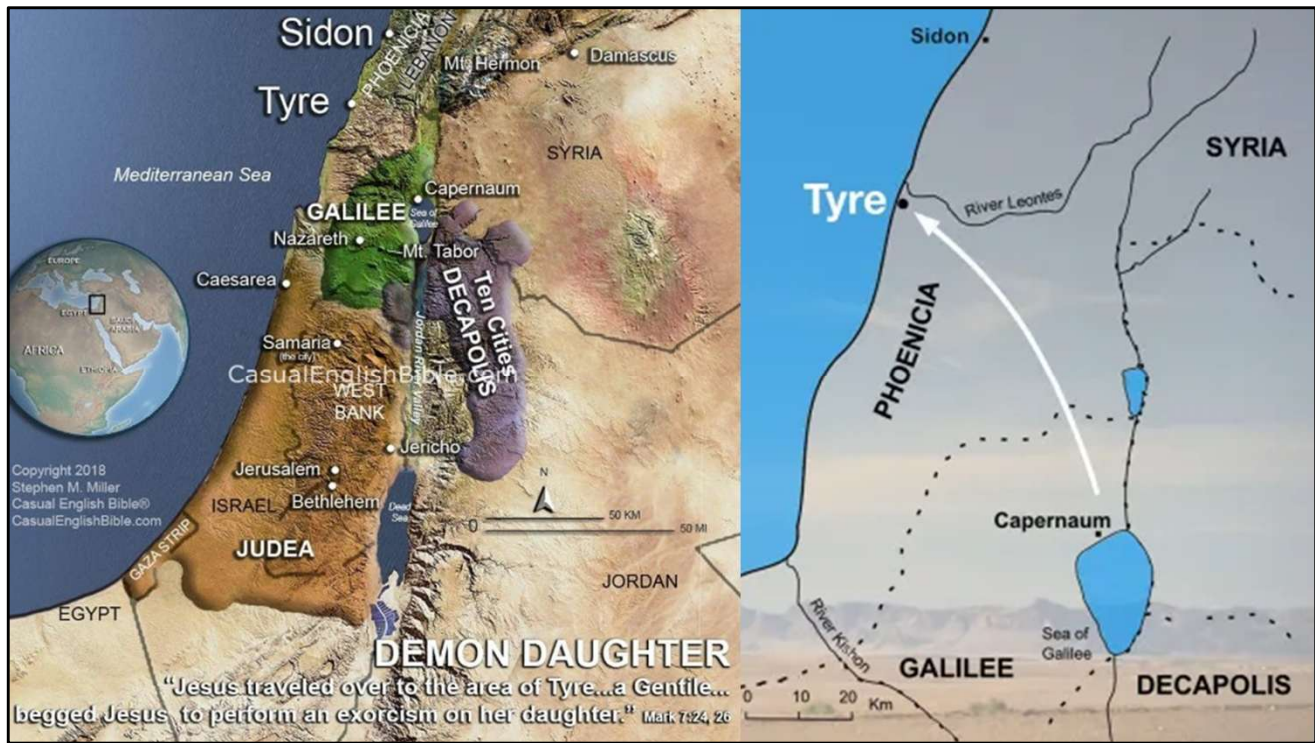 Sidon
PHOENICIA
LEBANON
Mt. Hermon
Damascus
Tyre
SYRIA
Mediterranean Sea
Capernaum
GALILEE
Sea of
Galilee
Nazareth
Mt. Tabor
Caesarea
Ten Cities
DECAPOLIS
EUROPE
EGYPT
SAUDI
ARABIA
AFRICA
ETHIOPIA
Samaria
(the city)
Jordan River Valley
CasualEnglishBible.com
WEST
BANK
Jericho
Jerusalem
Bethlehem
ISRAEL
Dead
Sea
N
0
50 KM
50 MI
Copyright 2018
Stephen M. Miller
Casual English Bible®
CasualEnglishBible.com
GAZA STRIP
JUDEA
JORDAN
EGYPT
DEMON DAUGHTER
"Jesus traveled over to the area of Tyre...a Gentile...
begged Jesus to perform an exorcism on her daughter." Mark 7:24, 26
Sidon
SYRIA
Tyre
River Leontes
PHOENICIA
Capernaum
River Kishon
Sea of
Galilee
GALILEE
DECAPOLIS
0 10 20
Km